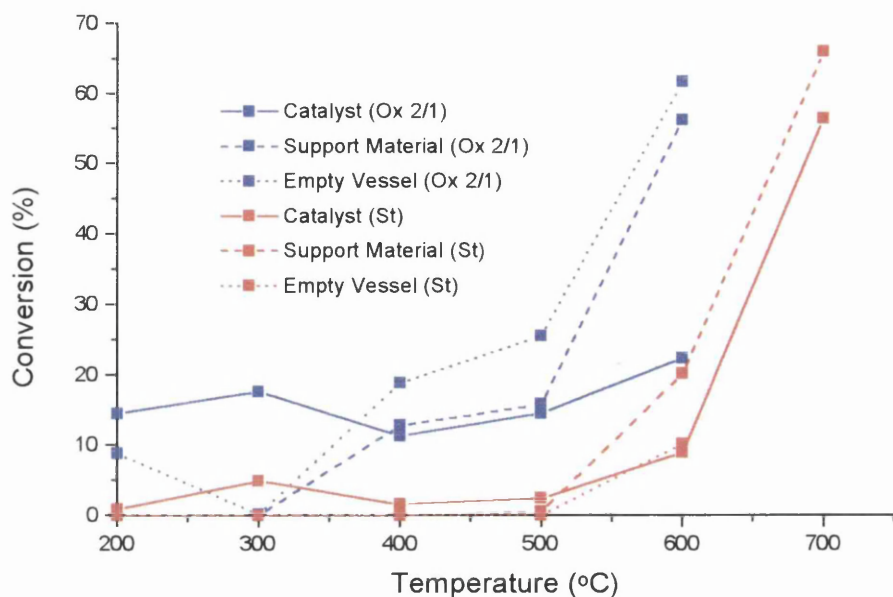 70
60
50
40
30
20
10
0
Conversion (%)
Catalyst (Ox 2/1)
Support Material (Ox 2/1)
Empty Vessel (Ox 2/1)
Catalyst (St)
Support Material (St)
Empty Vessel (St)
200 300 400 500 600 700
Temperature (ºC)